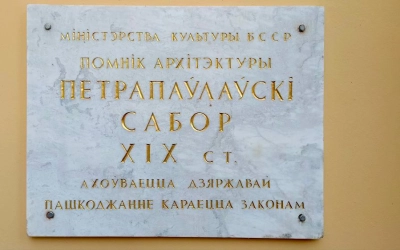 МІНІСТЭРСТВА КУЛЬТУРЫ БССР
ПОМНІК АРХІТЭКТУРЫ
ПЕТРАПАЎЛАЎСКІ
САБОР
XIX СТ.
АХОЎВАЕЦЦА ДЗЯРЖАВАЙ
ПАШКОДЖАННЕ КАРАЕЦЦА ЗАКОНАМ